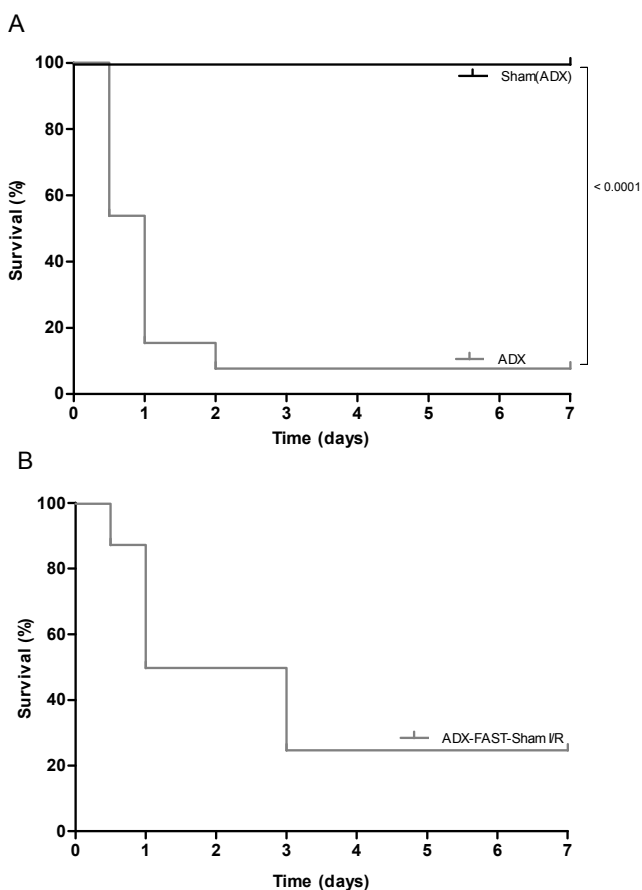 A
Survival (%)
100
80
60
40
20
0
Sham(ADX)
< 0.0001
ADX
0 1 2 3 4 5 6 7
Time (days)
B
Survival (%)
100
80
60
40
20
0
ADX-FAST-Sham I/R
0 1 2 3 4 5 6 7
Time (days)